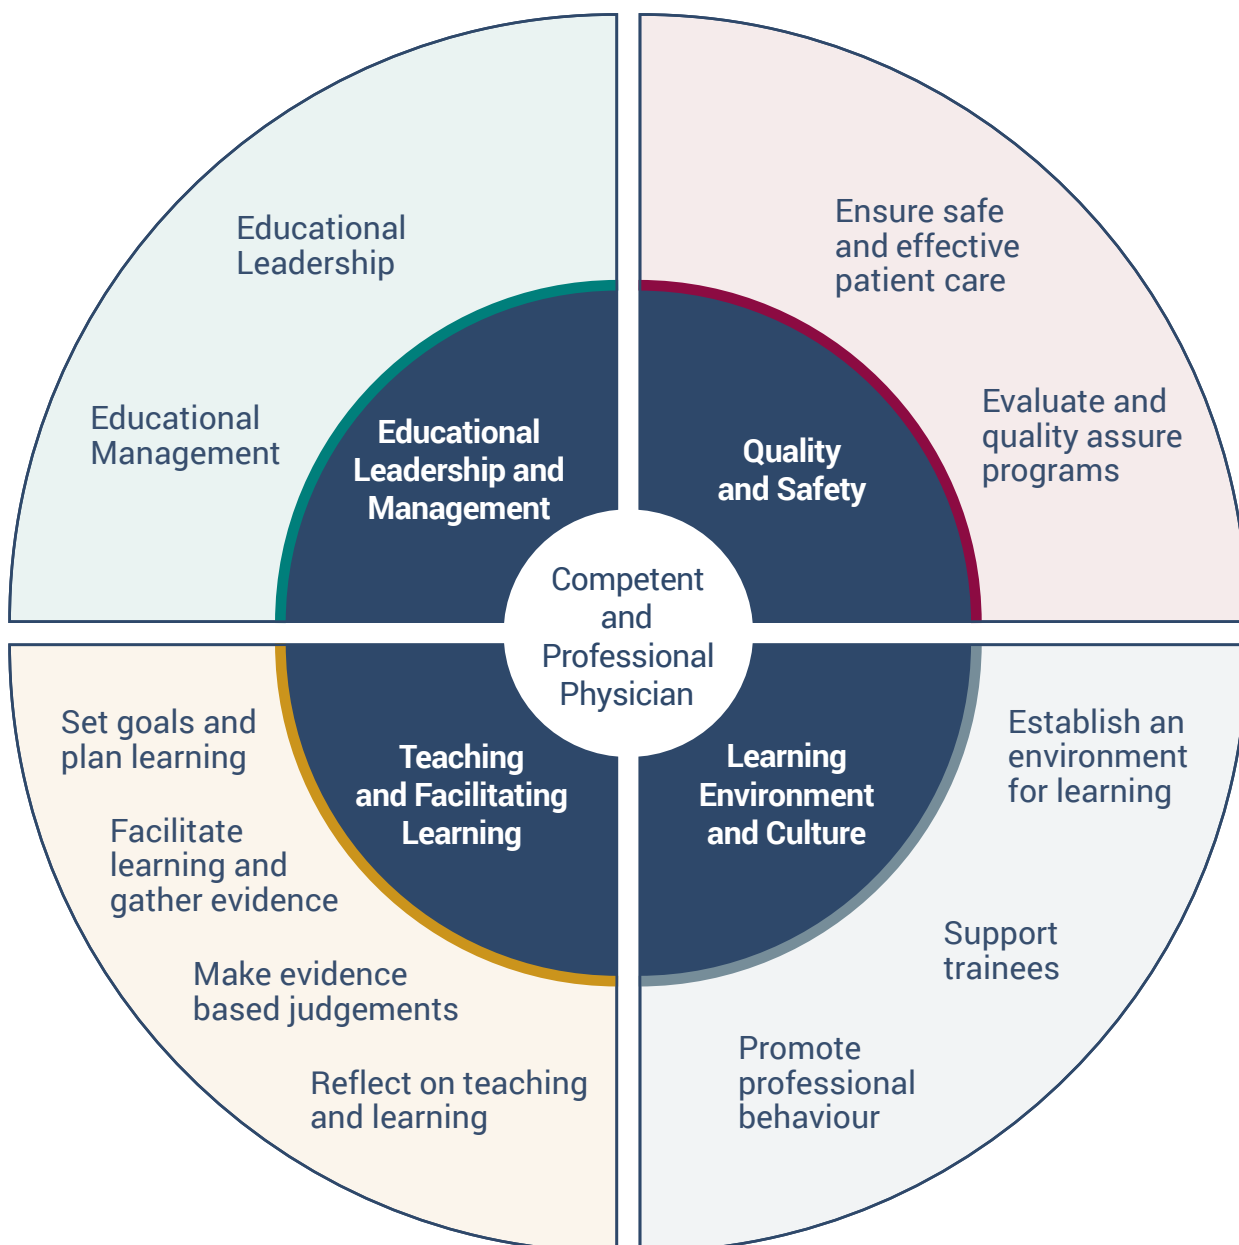 Educational
Leadership
Educational
Management
Educational
Leadership and
Management
Ensure safe
and effective
patient care
Evaluate and
quality assure
programs
Quality
and Safety
Competent
and
Professional
Physician
Set goals and
plan learning
Facilitate
learning and
gather evidence
Make evidence
based judgements
Reflect on teaching
and learning
Teaching
and Facilitating
Learning
Learning
Environment
and Culture
Establish an
environment
for learning
Support
trainees
Promote
professional
behaviour